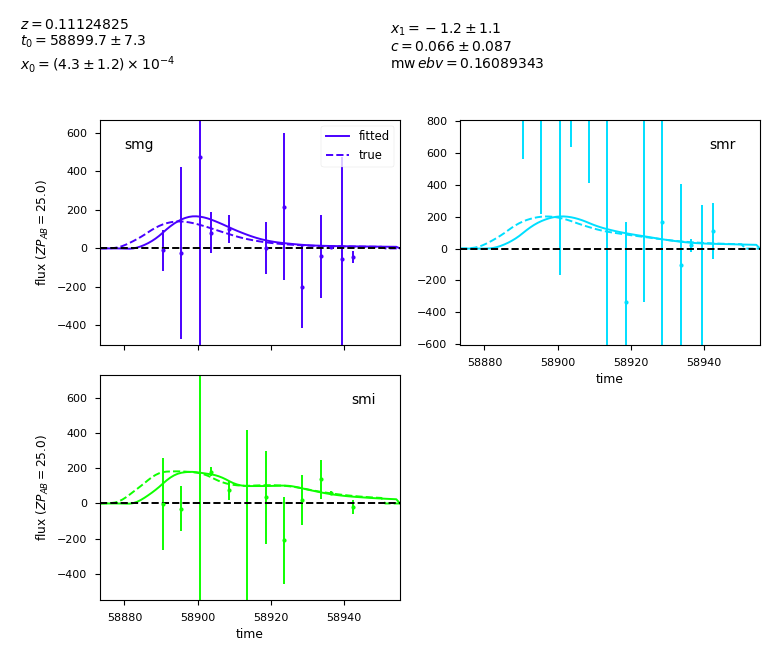 z = 0.11124825
t₀ = 58899.7 ± 7.3
x₀ = (4.3 ± 1.2) × 10⁻⁴
x₁ = −1.2 ± 1.1
c = 0.066 ± 0.087
mw ebv = 0.16089343
smg
fitted
true
600
400
200
0
−200
−400
flux (ZP_AB = 25.0)
smr
800
600
400
200
0
−200
−400
−600
58880 58900 58920 58940
time
smi
600
400
200
0
−200
−400
flux (ZP_AB = 25.0)
58880 58900 58920 58940
time